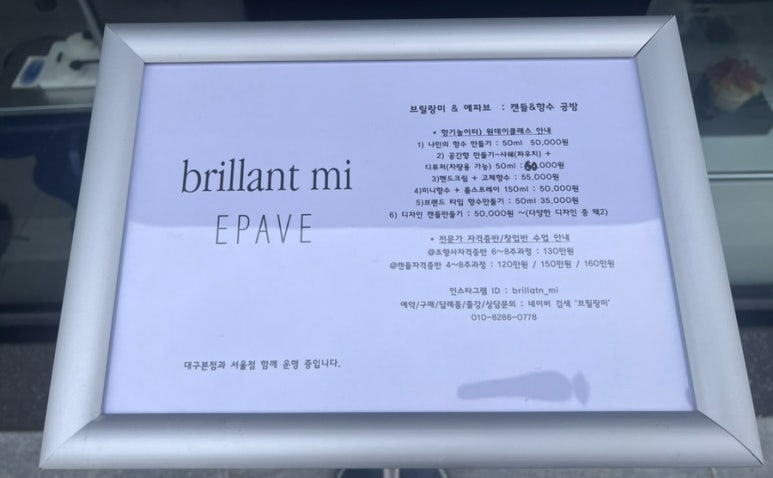 brillant mi
EPAVE
브릴랑미 & 에파브 : 캔들&향수 공방
* 향기놀이터) 원데이클래스 안내
1) 나만의 향수 만들기 : 50ml 50,000원
2) 공간향 만들기-사쉐(파우치) +
디퓨저(차량용 가능) 50ml : 60,000원
3)핸드크림 + 고체향수 : 55,000원
4)미니향수 + 룸스프레이 150ml : 50,000원
5)브랜드 타입 향수만들기 : 50ml 35,000원
6) 디자인 캔들만들기 : 50,000원 ~(다양한 디자인 중 택2)
* 전문가 자격증반/창업반 수업 안내
@조향사자격증반 6~8주과정 : 130만원
@캔들자격증반 4~8주과정 : 120만원 / 150만원 / 160만원
인스타그램 ID : brillatn_mi
예약/구매/답례품/출강/상담문의 : 네이버 검색 '브릴랑미'
010-8286-0778
대구본점과 서울점 함께 운영 중입니다.